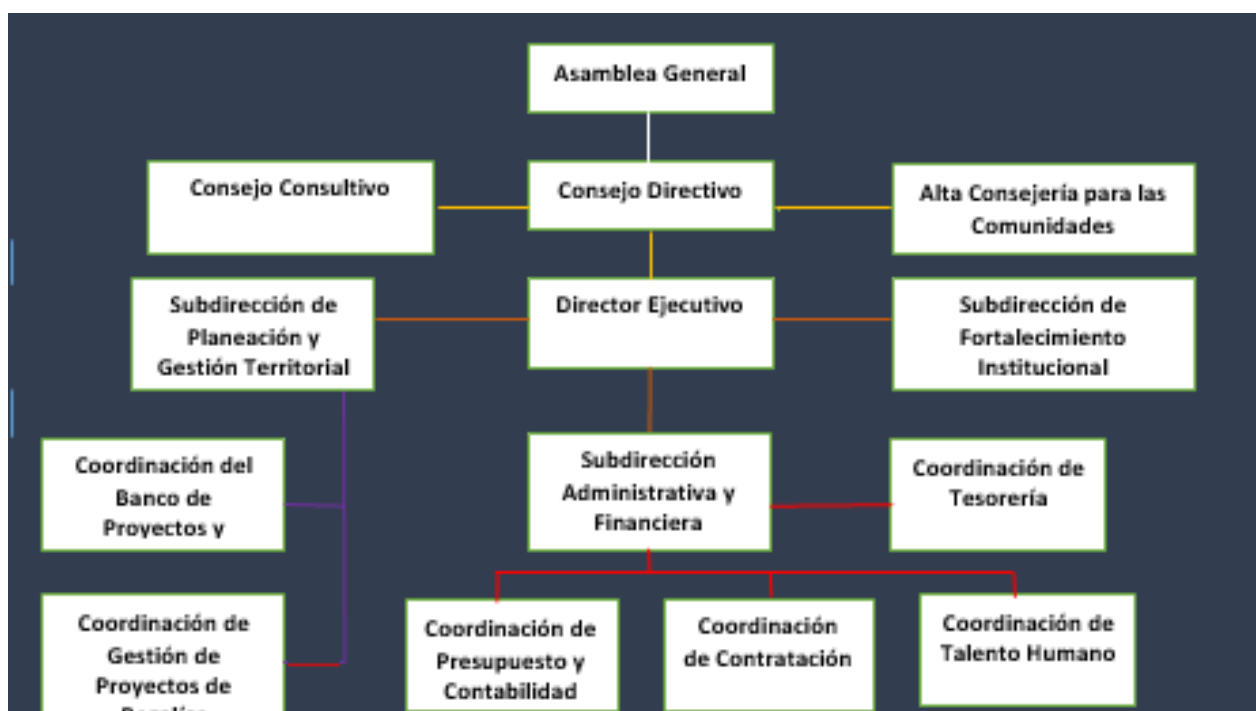 Asamblea General
Consejo Consultivo
Consejo Directivo
Alta Consejería para las
Comunidades
Subdirección de
Planeación y
Gestión Territorial
Director Ejecutivo
Subdirección de
Fortalecimiento
Institucional
Coordinación del
Banco de
Proyectos y
Subdirección
Administrativa y
Financiera
Coordinación de
Tesorería
Coordinación de
Gestión de
Proyectos de
Coordinación de
Presupuesto y
Contabilidad
Coordinación
de Contratación
Coordinación de
Talento Humano